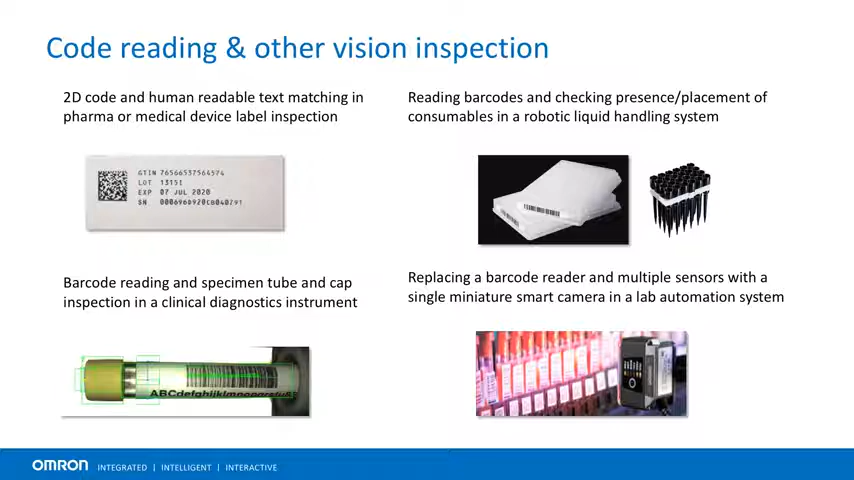 Code reading & other vision inspection
2D code and human readable text matching in
pharma or medical device label inspection
GTIN 76566537564574
LOT 13151
EXP 07 JUL 2020
SN 000696D920CB040Z91
Reading barcodes and checking presence/placement of
consumables in a robotic liquid handling system
Barcode reading and specimen tube and cap
inspection in a clinical diagnostics instrument
Replacing a barcode reader and multiple sensors with a
single miniature smart camera in a lab automation system
OMRON INTEGRATED | INTELLIGENT | INTERACTIVE